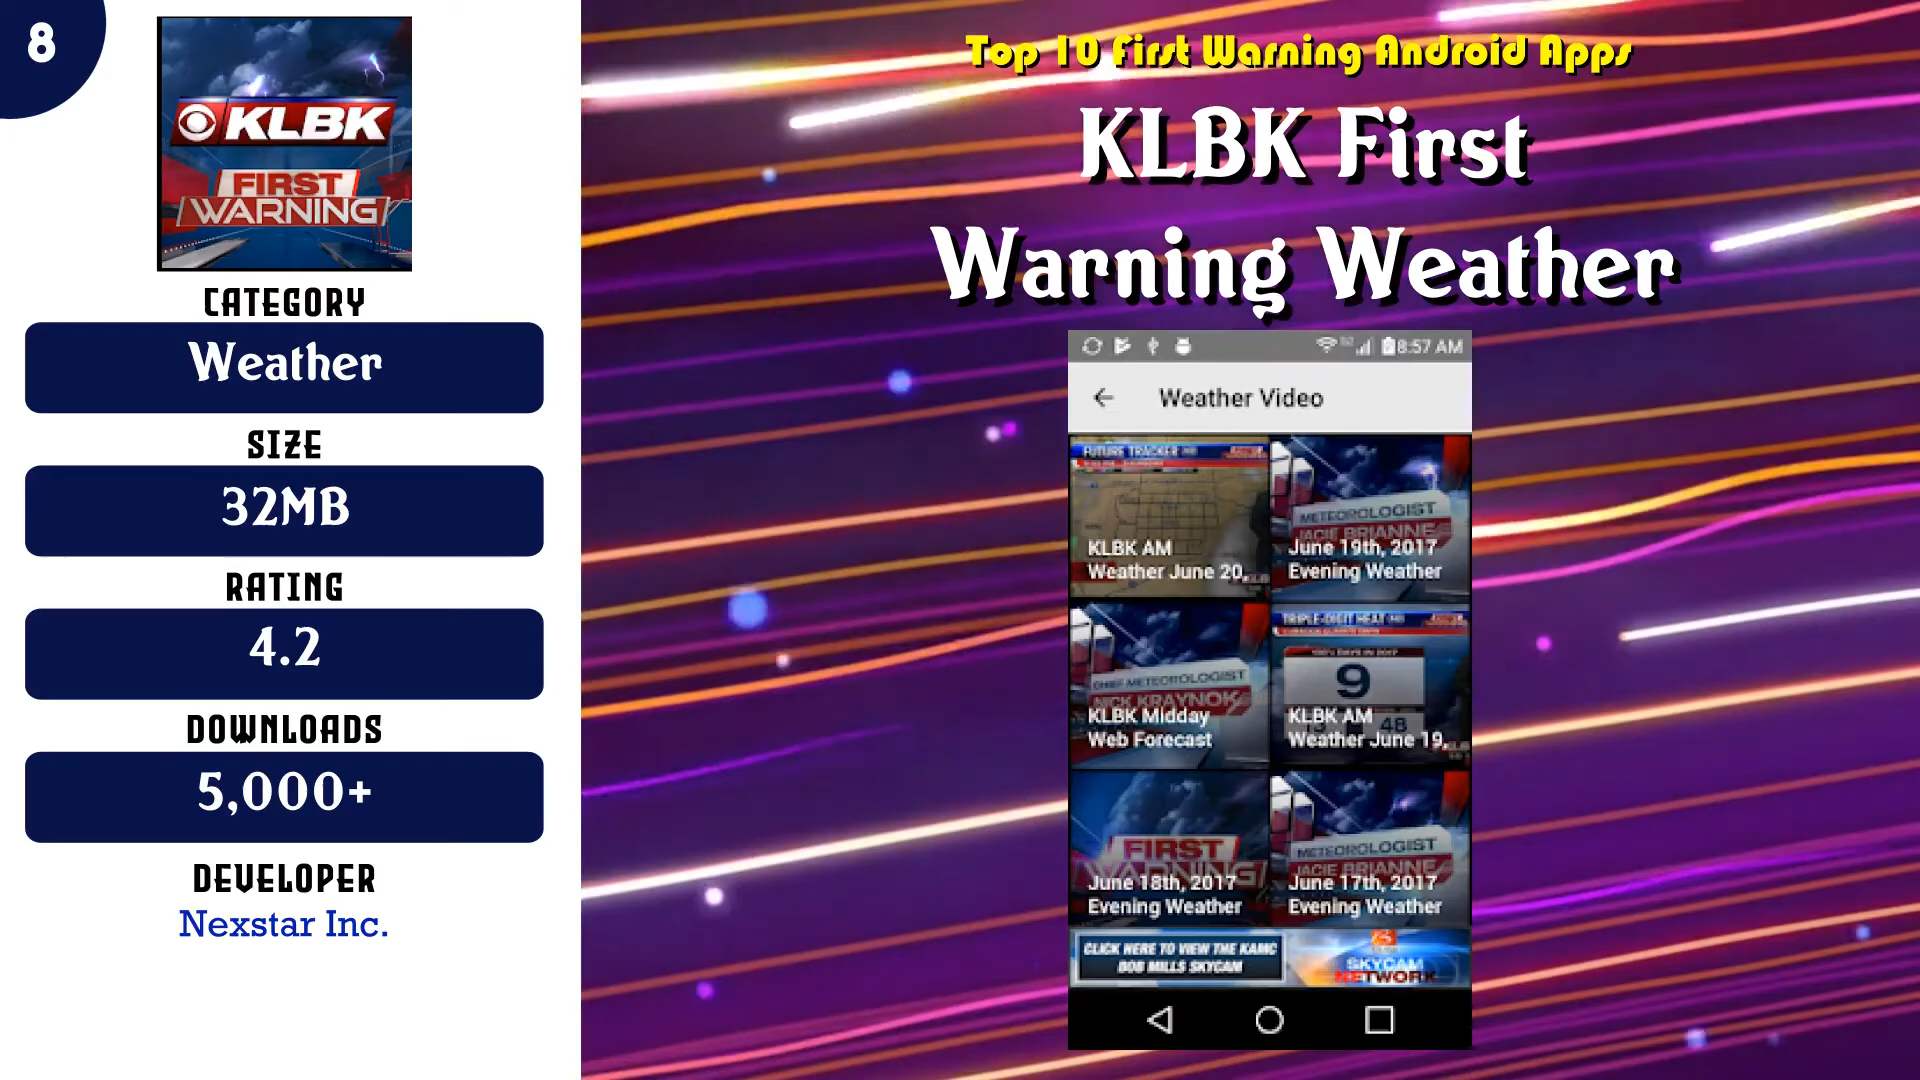 8
KLBK
FIRST
WARNING
CATEGORY
Weather
SIZE
32MB
RATING
4.2
DOWNLOADS
5,000+
DEVELOPER
Nexstar Inc.
Top 10 First Warning Android Apps
KLBK First
Warning Weather
8:57 AM
Weather Video
FUTURE TRACKER
KLBK AM
Weather June 20,
METEOROLOGIST
JACIE BRIANNE
June 19th, 2017
Evening Weather
CHIEF METEOROLOGIST
NICK KRAYNOK
KLBK Midday
Web Forecast
TRIPLE-DIGIT HEAT
9
48
KLBK AM
Weather June 19,
FIRST
WARNING
June 18th, 2017
Evening Weather
METEOROLOGIST
JACIE BRIANNE
June 17th, 2017
Evening Weather
CLICK HERE TO VIEW THE KAMC
BOB MILLS SKYCAM
SKYCAM
NETWORK